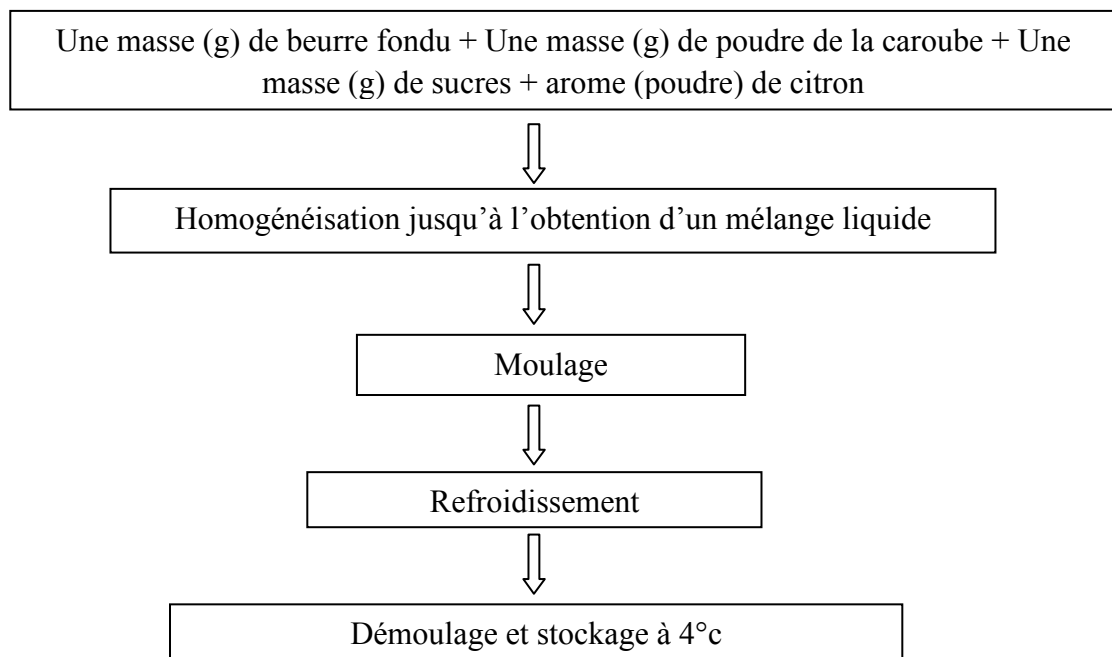 Une masse (g) de beurre fondu + Une masse (g) de poudre de la caroube + Une
masse (g) de sucres + arome (poudre) de citron
Homogénéisation jusqu’à l’obtention d’un mélange liquide
Moulage
Refroidissement
Démoulage et stockage à 4°c